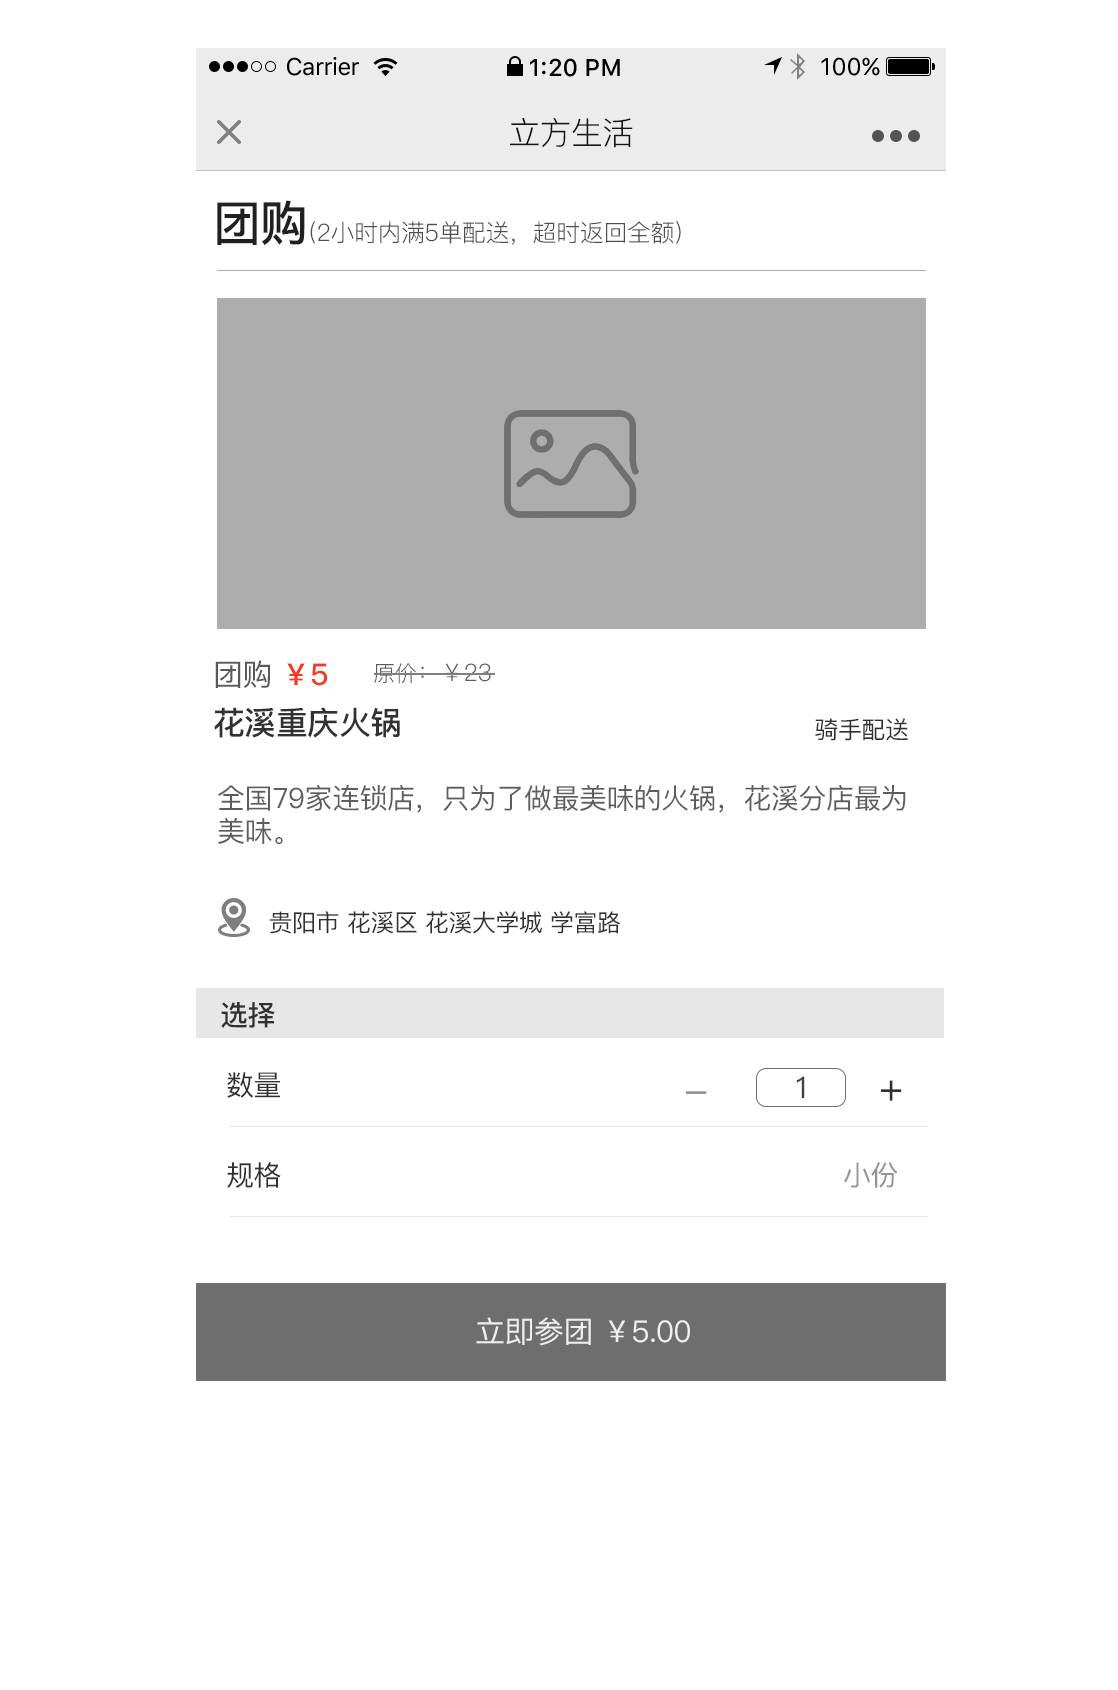 Carrier 1:20 PM 100%
立方生活
团购(2小时内满5单配送，超时返回全额)
团购 ¥5 原价：¥23
花溪重庆火锅
骑手配送
全国79家连锁店，只为了做最美味的火锅，花溪分店最为
美味。
贵阳市 花溪区 花溪大学城 学富路
选择
数量 − 1 +
规格 小份
立即参团 ¥5.00